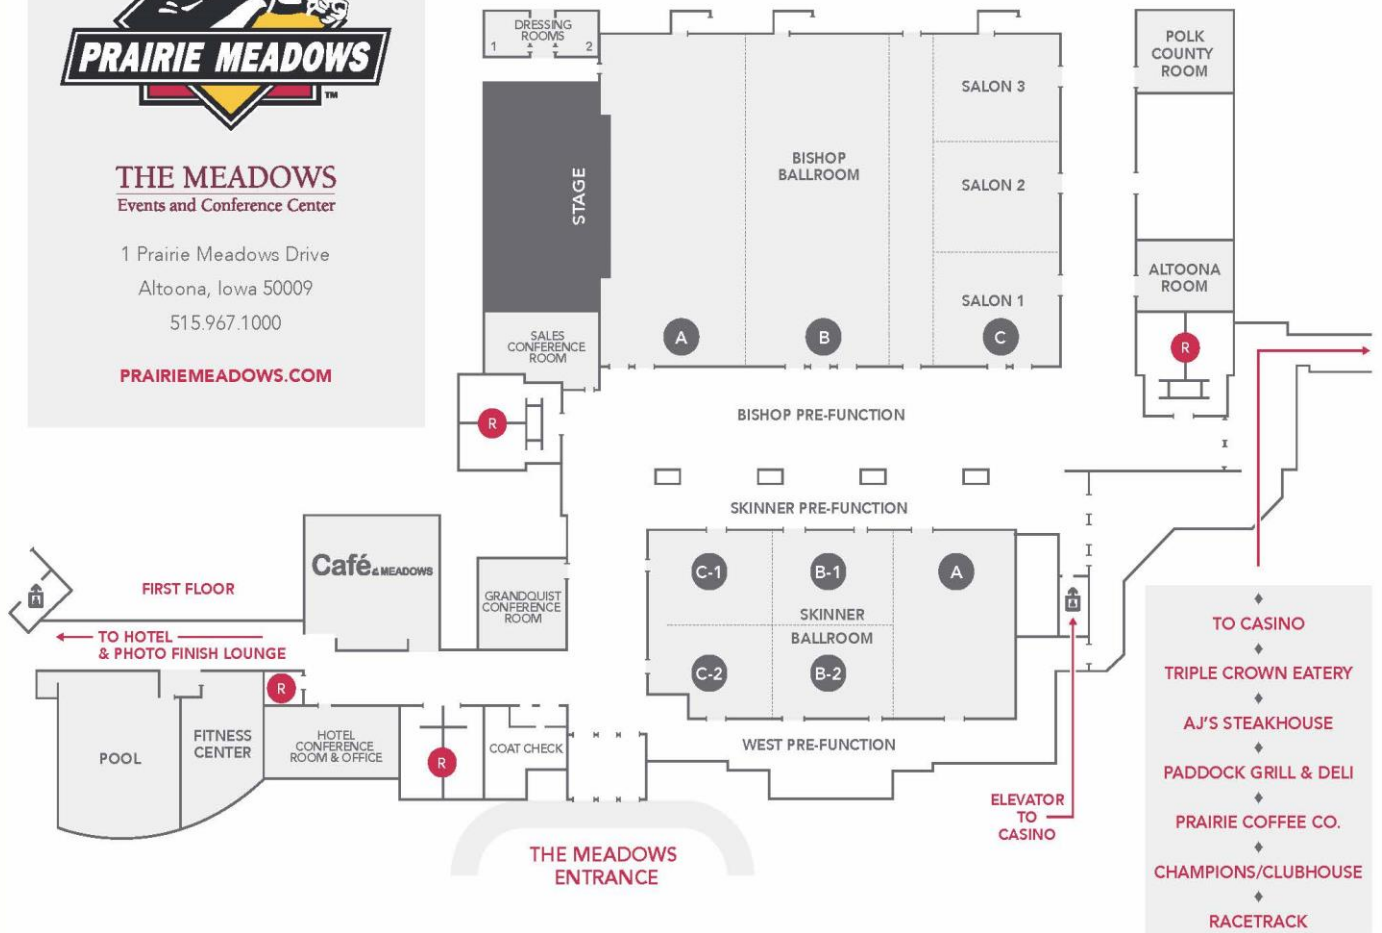 PRAIRIE MEADOWS
TM
THE MEADOWS
Events and Conference Center
1 Prairie Meadows Drive
Altoona, Iowa 50009
515.967.1000
PRAIRIEMEADOWS.COM
DRESSING
ROOMS
1
2
STAGE
SALES
CONFERENCE
ROOM
BISHOP
BALLROOM
SALON 3
SALON 2
SALON 1
A
B
C
POLK
COUNTY
ROOM
ALTOONA
ROOM
R
R
BISHOP PRE-FUNCTION
SKINNER PRE-FUNCTION
C-1
B-1
A
SKINNER
BALLROOM
C-2
B-2
WEST PRE-FUNCTION
Café at MEADOWS
GRANDQUIST
CONFERENCE
ROOM
FIRST FLOOR
TO HOTEL
& PHOTO FINISH LOUNGE
R
POOL
FITNESS
CENTER
HOTEL
CONFERENCE
ROOM & OFFICE
R
COAT CHECK
THE MEADOWS
ENTRANCE
ELEVATOR
TO
CASINO
TO CASINO
TRIPLE CROWN EATERY
AJ'S STEAKHOUSE
PADDOCK GRILL & DELI
PRAIRIE COFFEE CO.
CHAMPIONS/CLUBHOUSE
RACETRACK